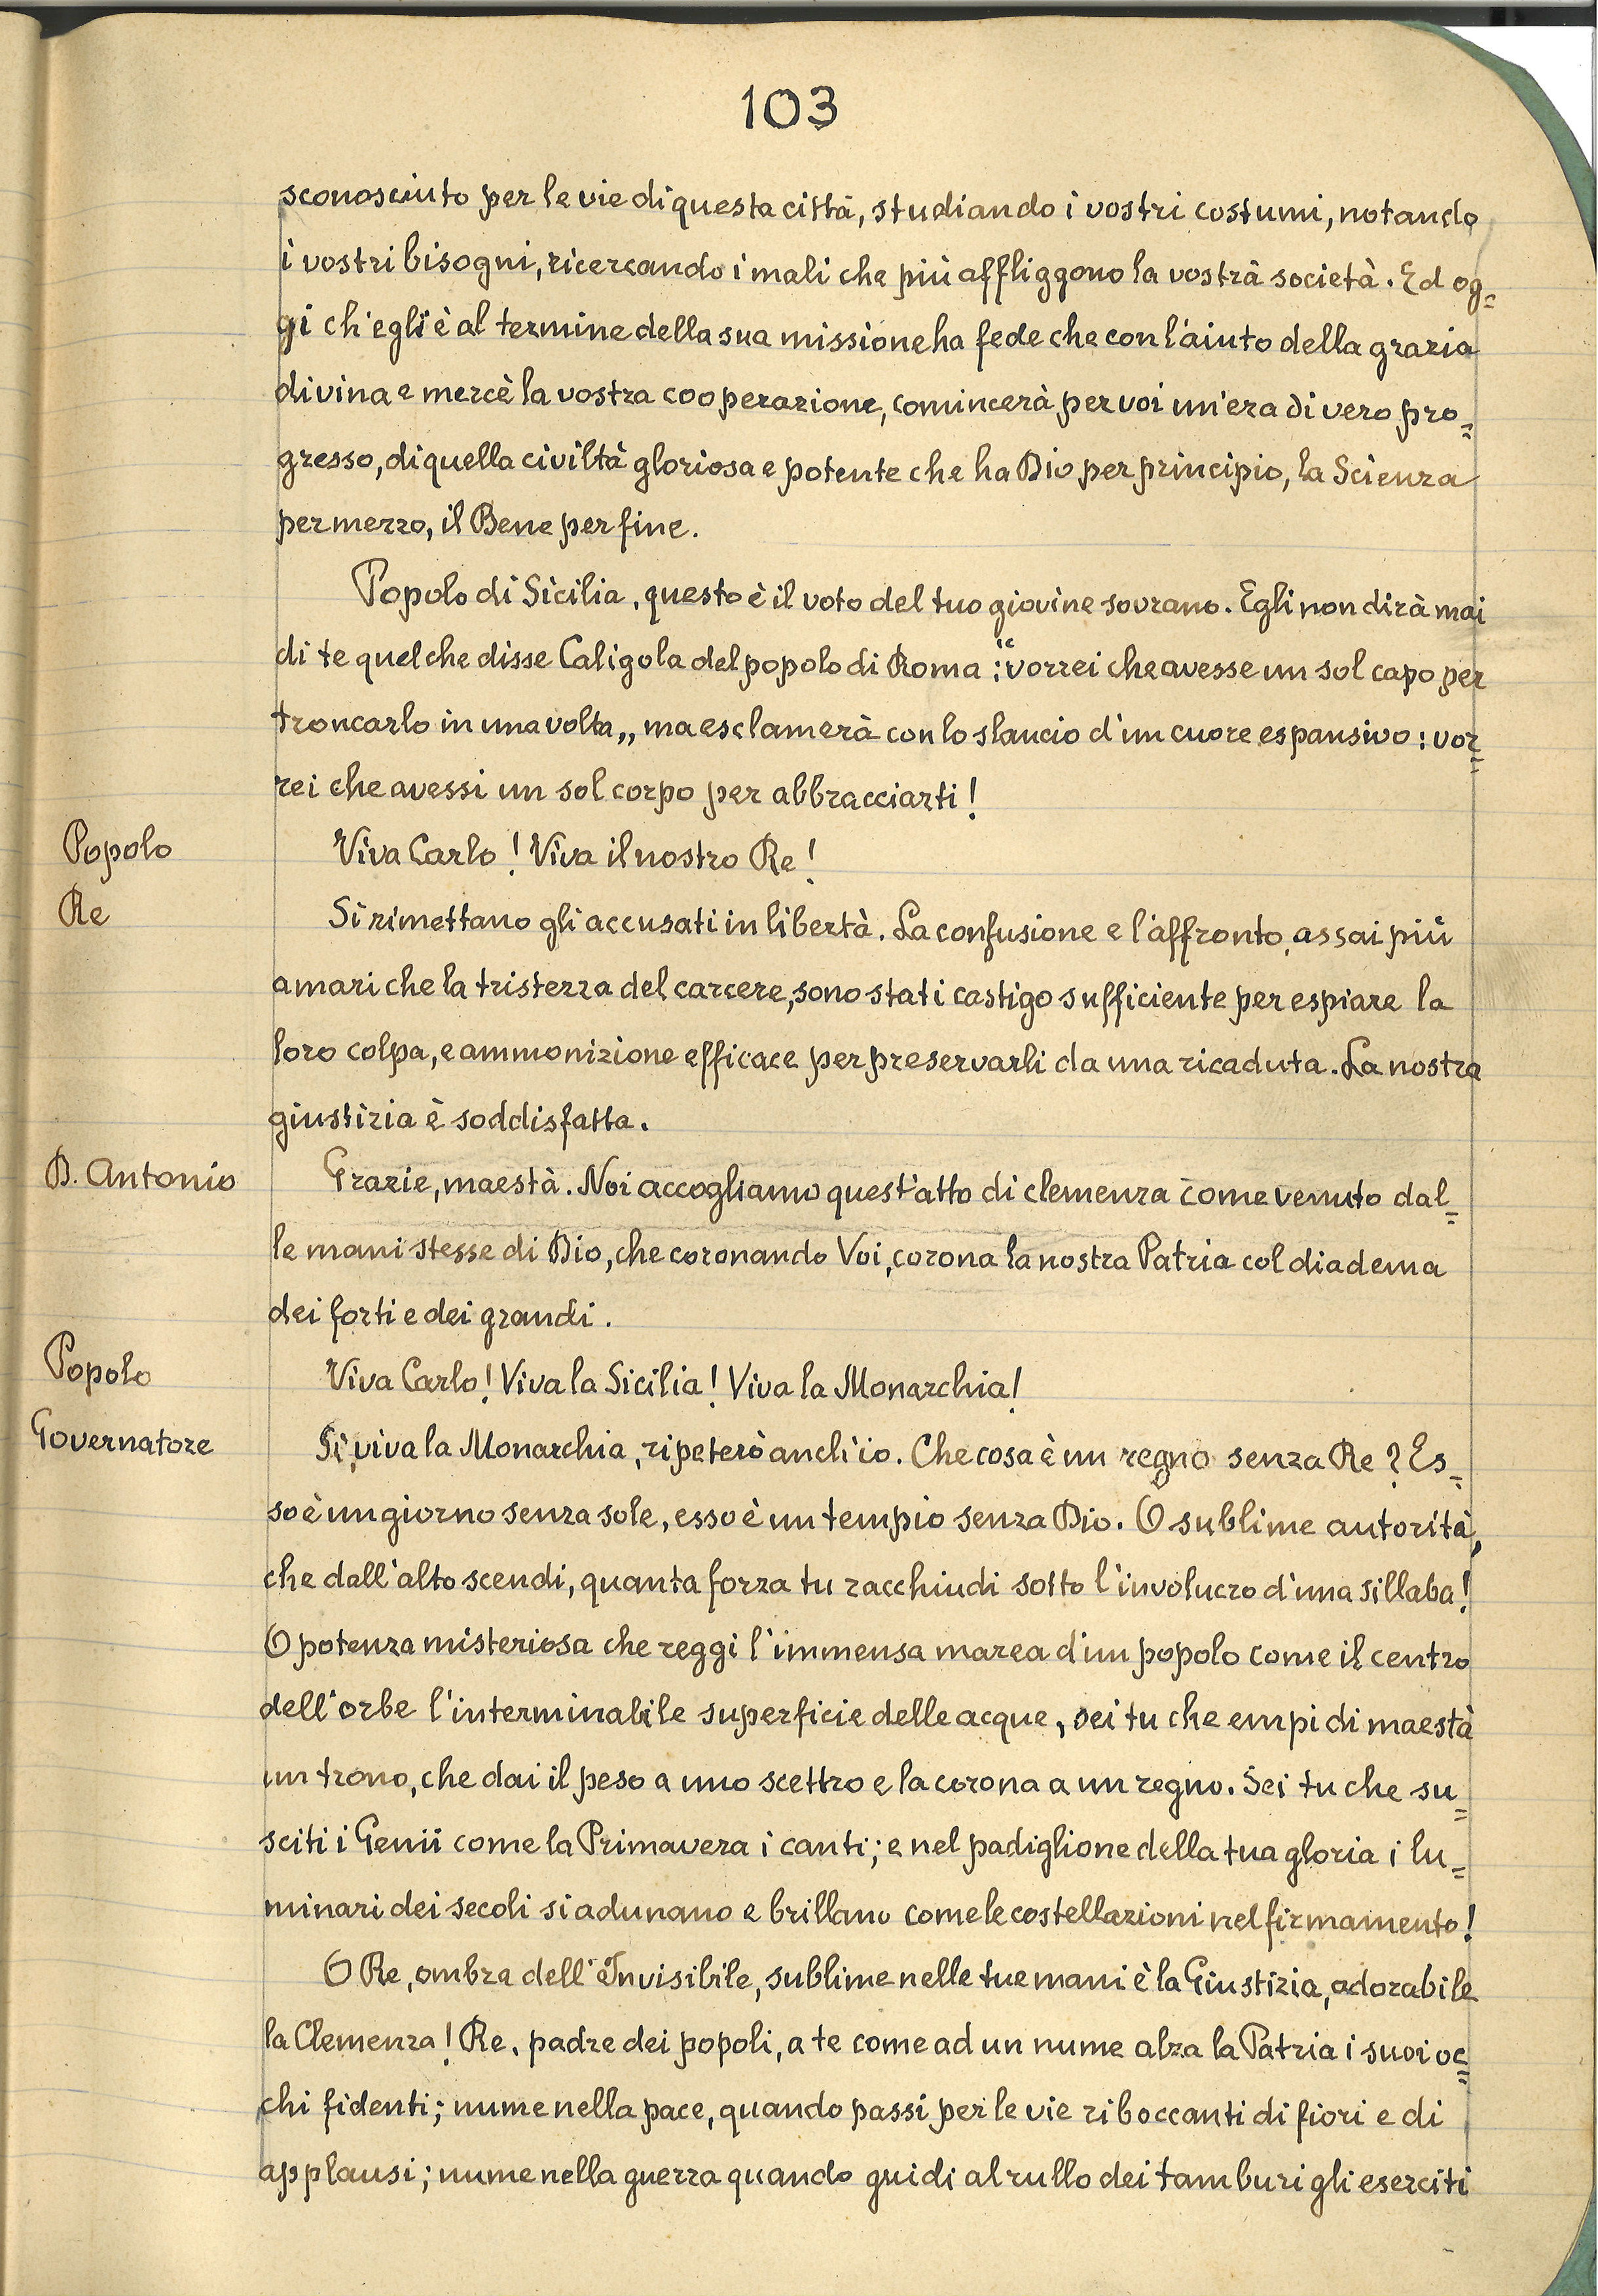 103
sconosciuto per le vie di questa città, studiando i vostri costumi, notando
i vostri bisogni, ricercando i mali che più affliggono la vostra società. Ed og=
gi ch'egli è al termine della sua missione ha fede che con l'aiuto della grazia
divina e mercè la vostra cooperazione, comincerà per voi un'era di vero pro=
gresso, di quella civiltà gloriosa e potente che ha Dio per principio, la Scienza
per mezzo, il Bene per fine.
Popolo di Sicilia, questo è il voto del tuo giovine sovrano. Egli non dirà mai
di te quel che disse Caligola del popolo di Roma: "vorrei che avesse un sol capo per
troncarlo in una volta„ ma esclamerà con lo slancio d'un cuore espansivo: vor=
rei che avessi un sol corpo per abbracciarti!
Popolo Viva Carlo! Viva il nostro Re!
Re Si rimettano gli accusati in libertà. La confusione e l'affronto, assai più
amari che la tristezza del carcere, sono stati castigo sufficiente per espiare la
loro colpa, e ammonizione efficace per preservarli da una ricaduta. La nostra
giustizia è soddisfatta.
D. Antonio Grazie, maestà. Noi accogliamo quest'atto di clemenza come venuto dal=
le mani stesse di Dio, che coronando Voi, corona la nostra Patria col diadema
dei forti e dei grandi.
Popolo Viva Carlo! Viva la Sicilia! Viva la Monarchia!
Governatore Sì, viva la Monarchia, ripeterò anch'io. Che cosa è un regno senza Re? Es=
so è un giorno senza sole, esso è un tempio senza Dio. O sublime autorità,
che dall'alto scendi, quanta forza tu racchiudi sotto l'involucro d'una sillaba!
O potenza misteriosa che reggi l'immensa marea d'un popolo come il centro
dell'orbe l'interminabile superficie delle acque, sei tu che empi di maestà
un trono, che dai il peso a uno scettro e la corona a un regno. Sei tu che su=
sciti i Genii come la Primavera i canti; e nel padiglione della tua gloria i lu=
minari dei secoli si adunano e brillano come le costellazioni nel firmamento!
O Re, ombra dell'Invisibile, sublime nelle tue mani è la Giustizia, adorabile
la Clemenza! Re, padre dei popoli, a te come ad un nume alza la Patria i suoi oc=
chi fidenti; nume nella pace, quando passi per le vie riboccanti di fiori e di
applausi; nume nella guerra quando guidi al rullo dei tamburi gli eserciti